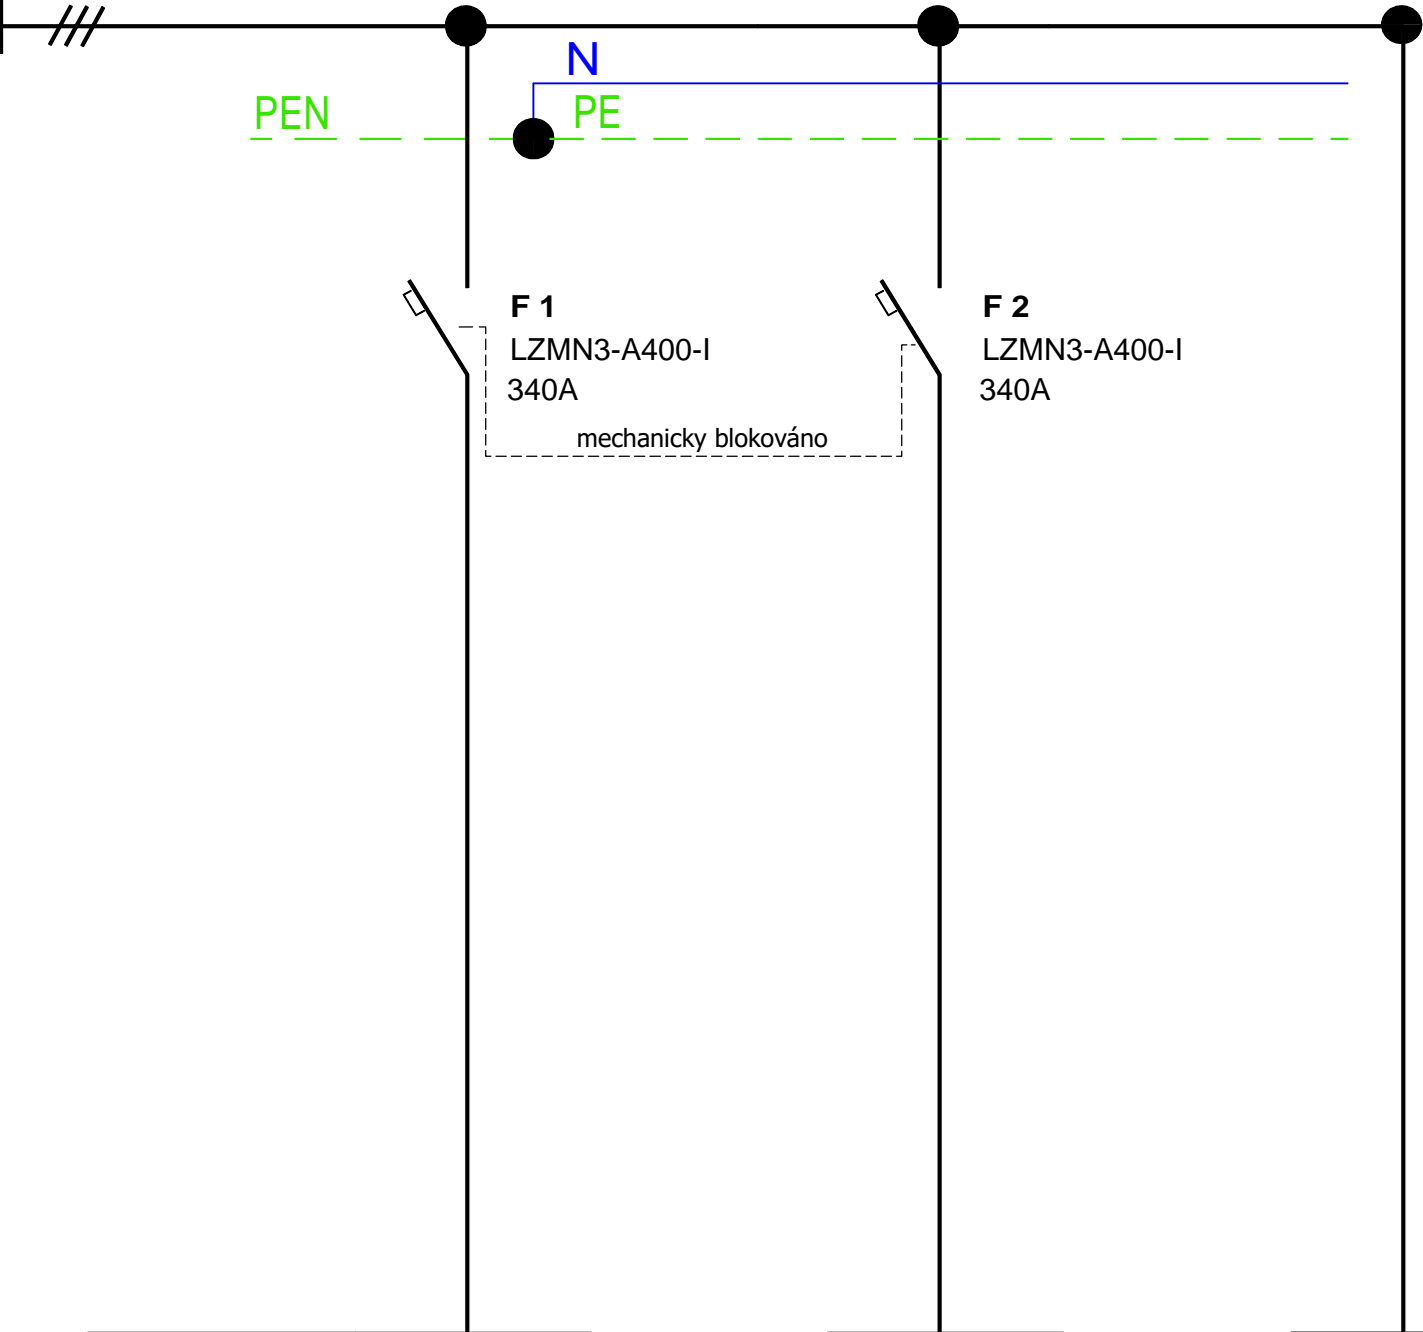 N
PEN
PE
F 1
LZMN3-A400-I
340A
F 2
LZMN3-A400-I
340A
mechanicky blokováno